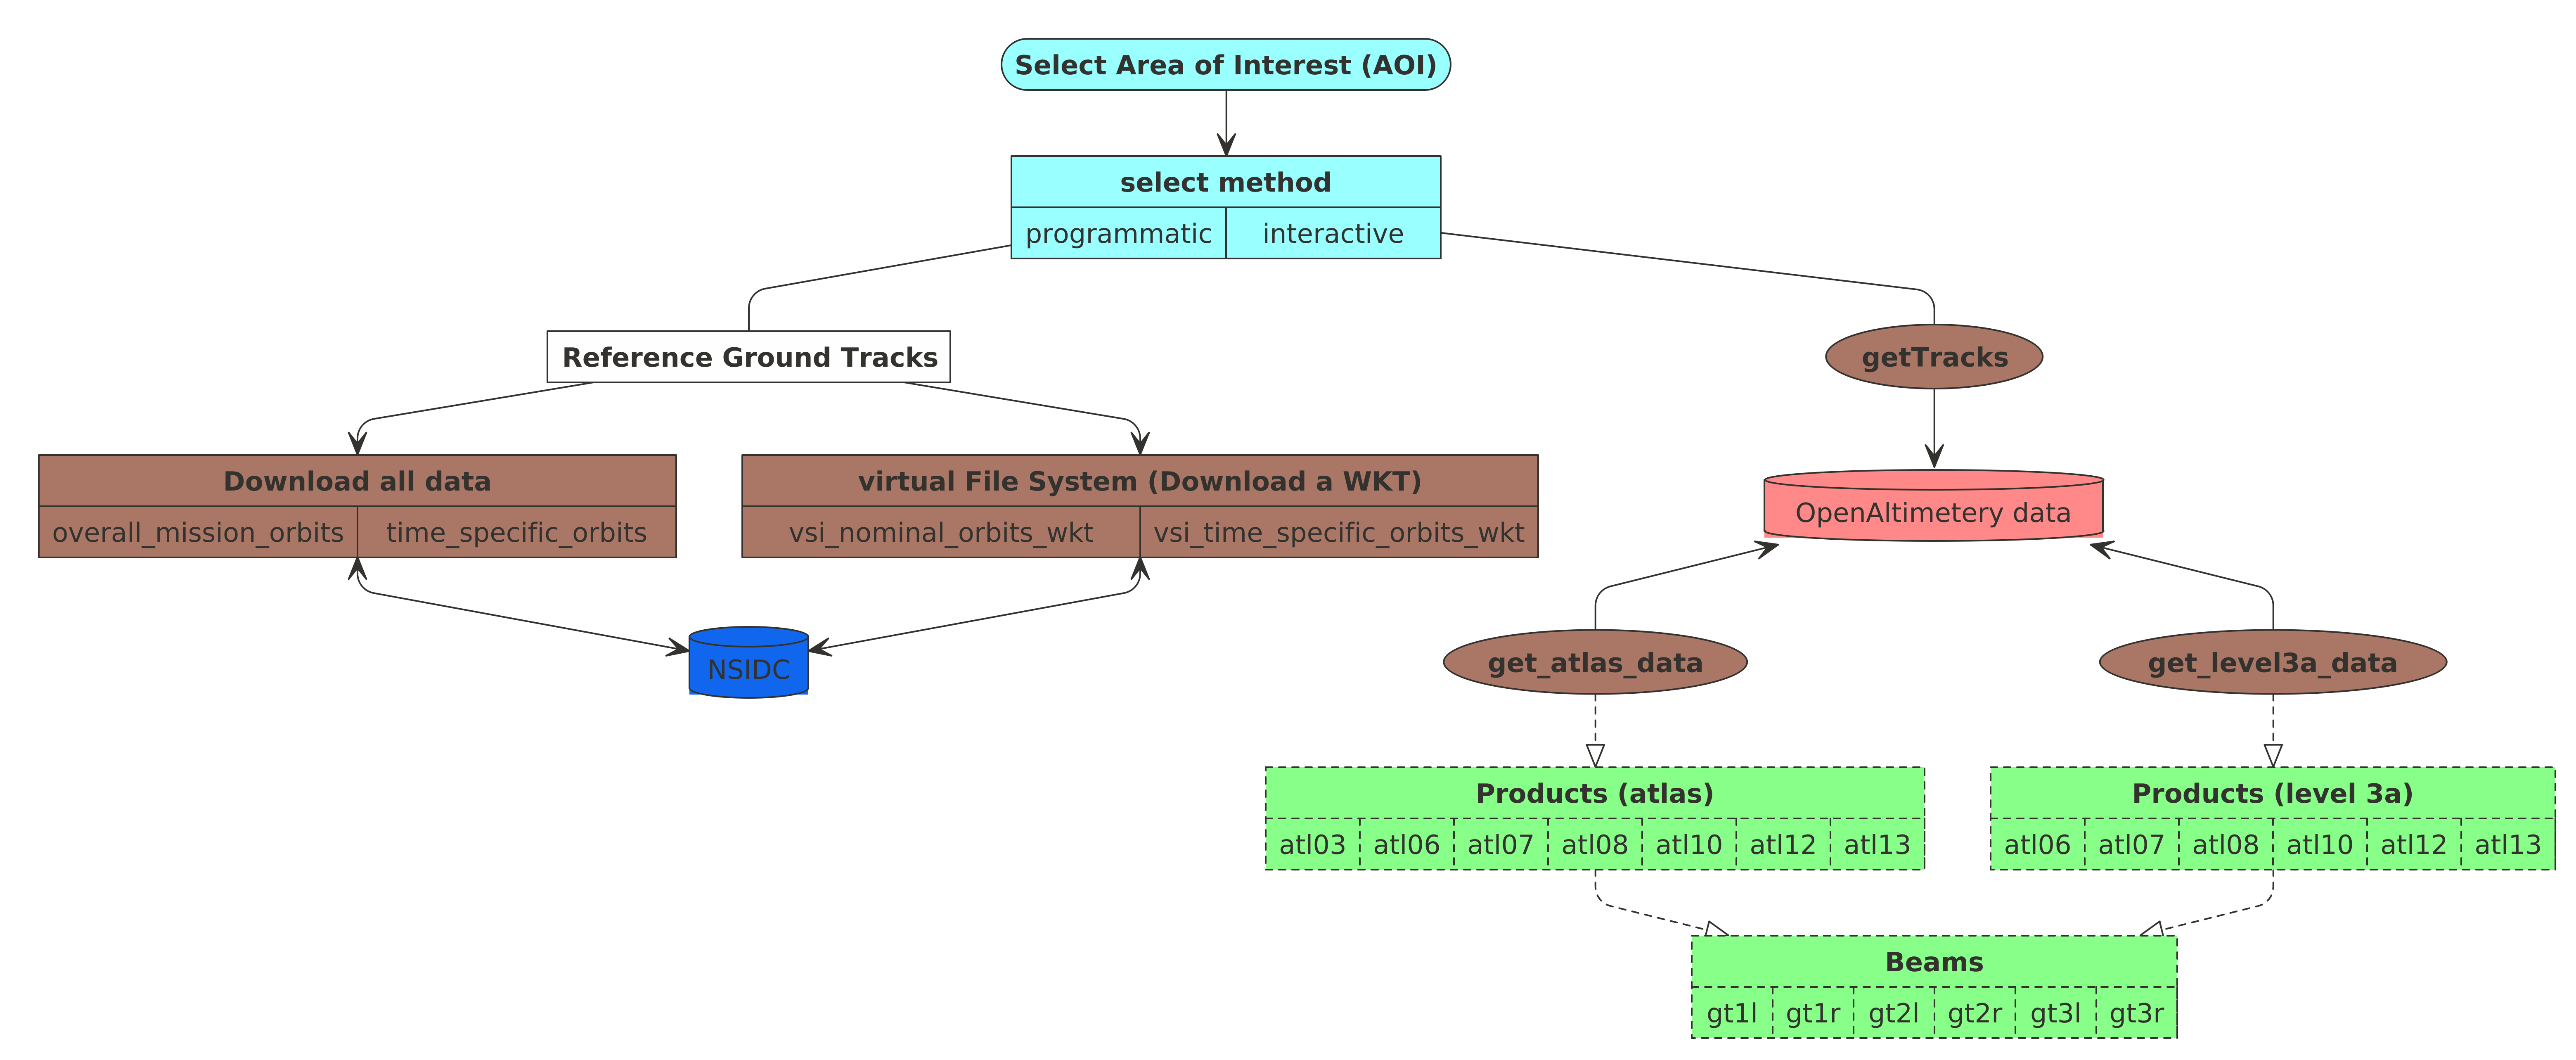 Select Area of Interest (AOI)
select method
programmatic interactive
Reference Ground Tracks
getTracks
Download all data
overall_mission_orbits time_specific_orbits
virtual File System (Download a WKT)
vsi_nominal_orbits_wkt vsi_time_specific_orbits_wkt
OpenAltimetery data
NSIDC
get_atlas_data
get_level3a_data
Products (atlas)
atl03 atl06 atl07 atl08 atl10 atl12 atl13
Products (level 3a)
atl06 atl07 atl08 atl10 atl12 atl13
Beams
gt1l gt1r gt2l gt2r gt3l gt3r